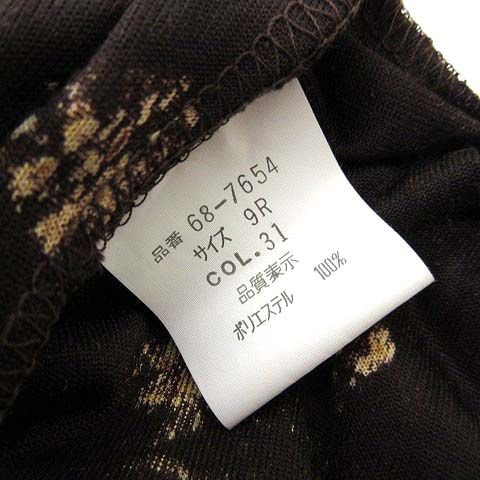 品番 68-7654
サイズ 9R
COL.31
品質表示
ポリエステル 100%